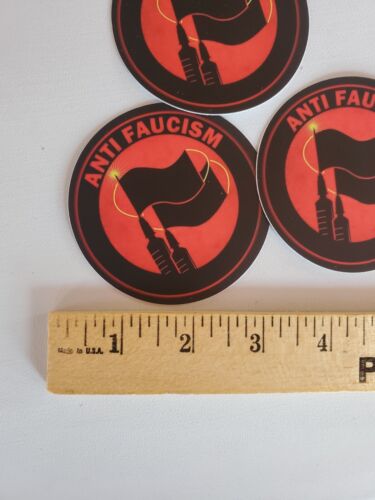 ANTI FAUCISM
ANTI FAU
1 2 3 4
Made in U.S.A.
P